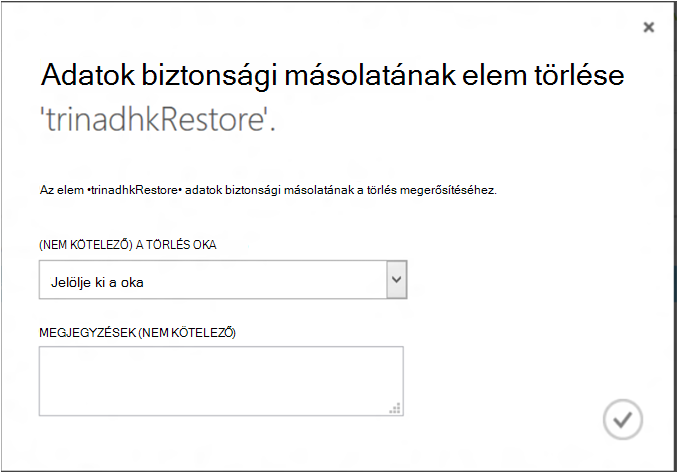 Adatok biztonsági másolatának elem törlése
'trinadhkRestore'.
Az elem •trinadhkRestore• adatok biztonsági másolatának a törlés megerősítéséhez.
(NEM KÖTELEZŐ) A TÖRLÉS OKA
Jelölje ki a oka
MEGJEGYZÉSEK (NEM KÖTELEZŐ)